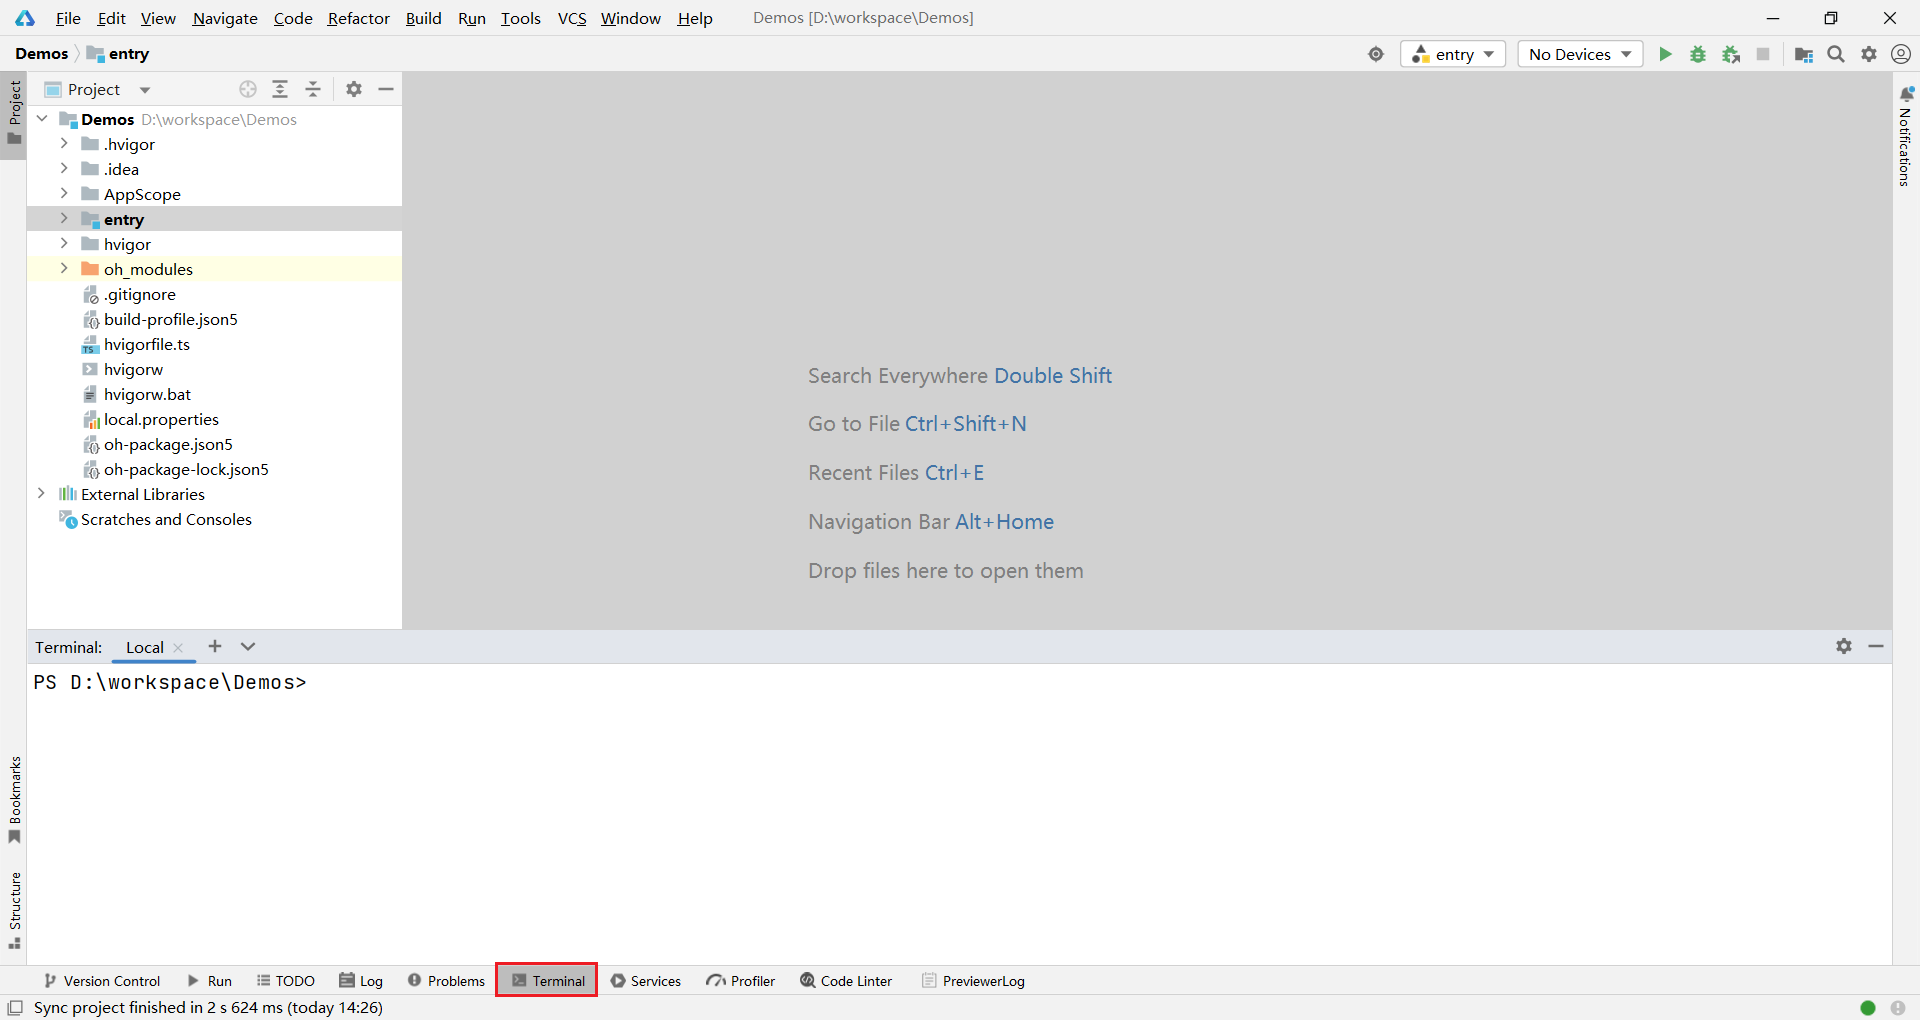 File Edit View Navigate Code Refactor Build Run Tools VCS Window Help Demos [D:\workspace\Demos]
Demos entry
entry
No Devices
Project
Project
Demos D:\workspace\Demos
.hvigor
.idea
AppScope
entry
hvigor
oh_modules
.gitignore
build-profile.json5
hvigorfile.ts
hvigorw
hvigorw.bat
local.properties
oh-package.json5
oh-package-lock.json5
External Libraries
Scratches and Consoles
Search Everywhere Double Shift
Go to File Ctrl+Shift+N
Recent Files Ctrl+E
Navigation Bar Alt+Home
Drop files here to open them
Notifications
Terminal: Local
PS D:\workspace\Demos>
Bookmarks
Structure
Version Control Run TODO Log Problems Terminal Services Profiler Code Linter PreviewerLog
Sync project finished in 2 s 624 ms (today 14:26)